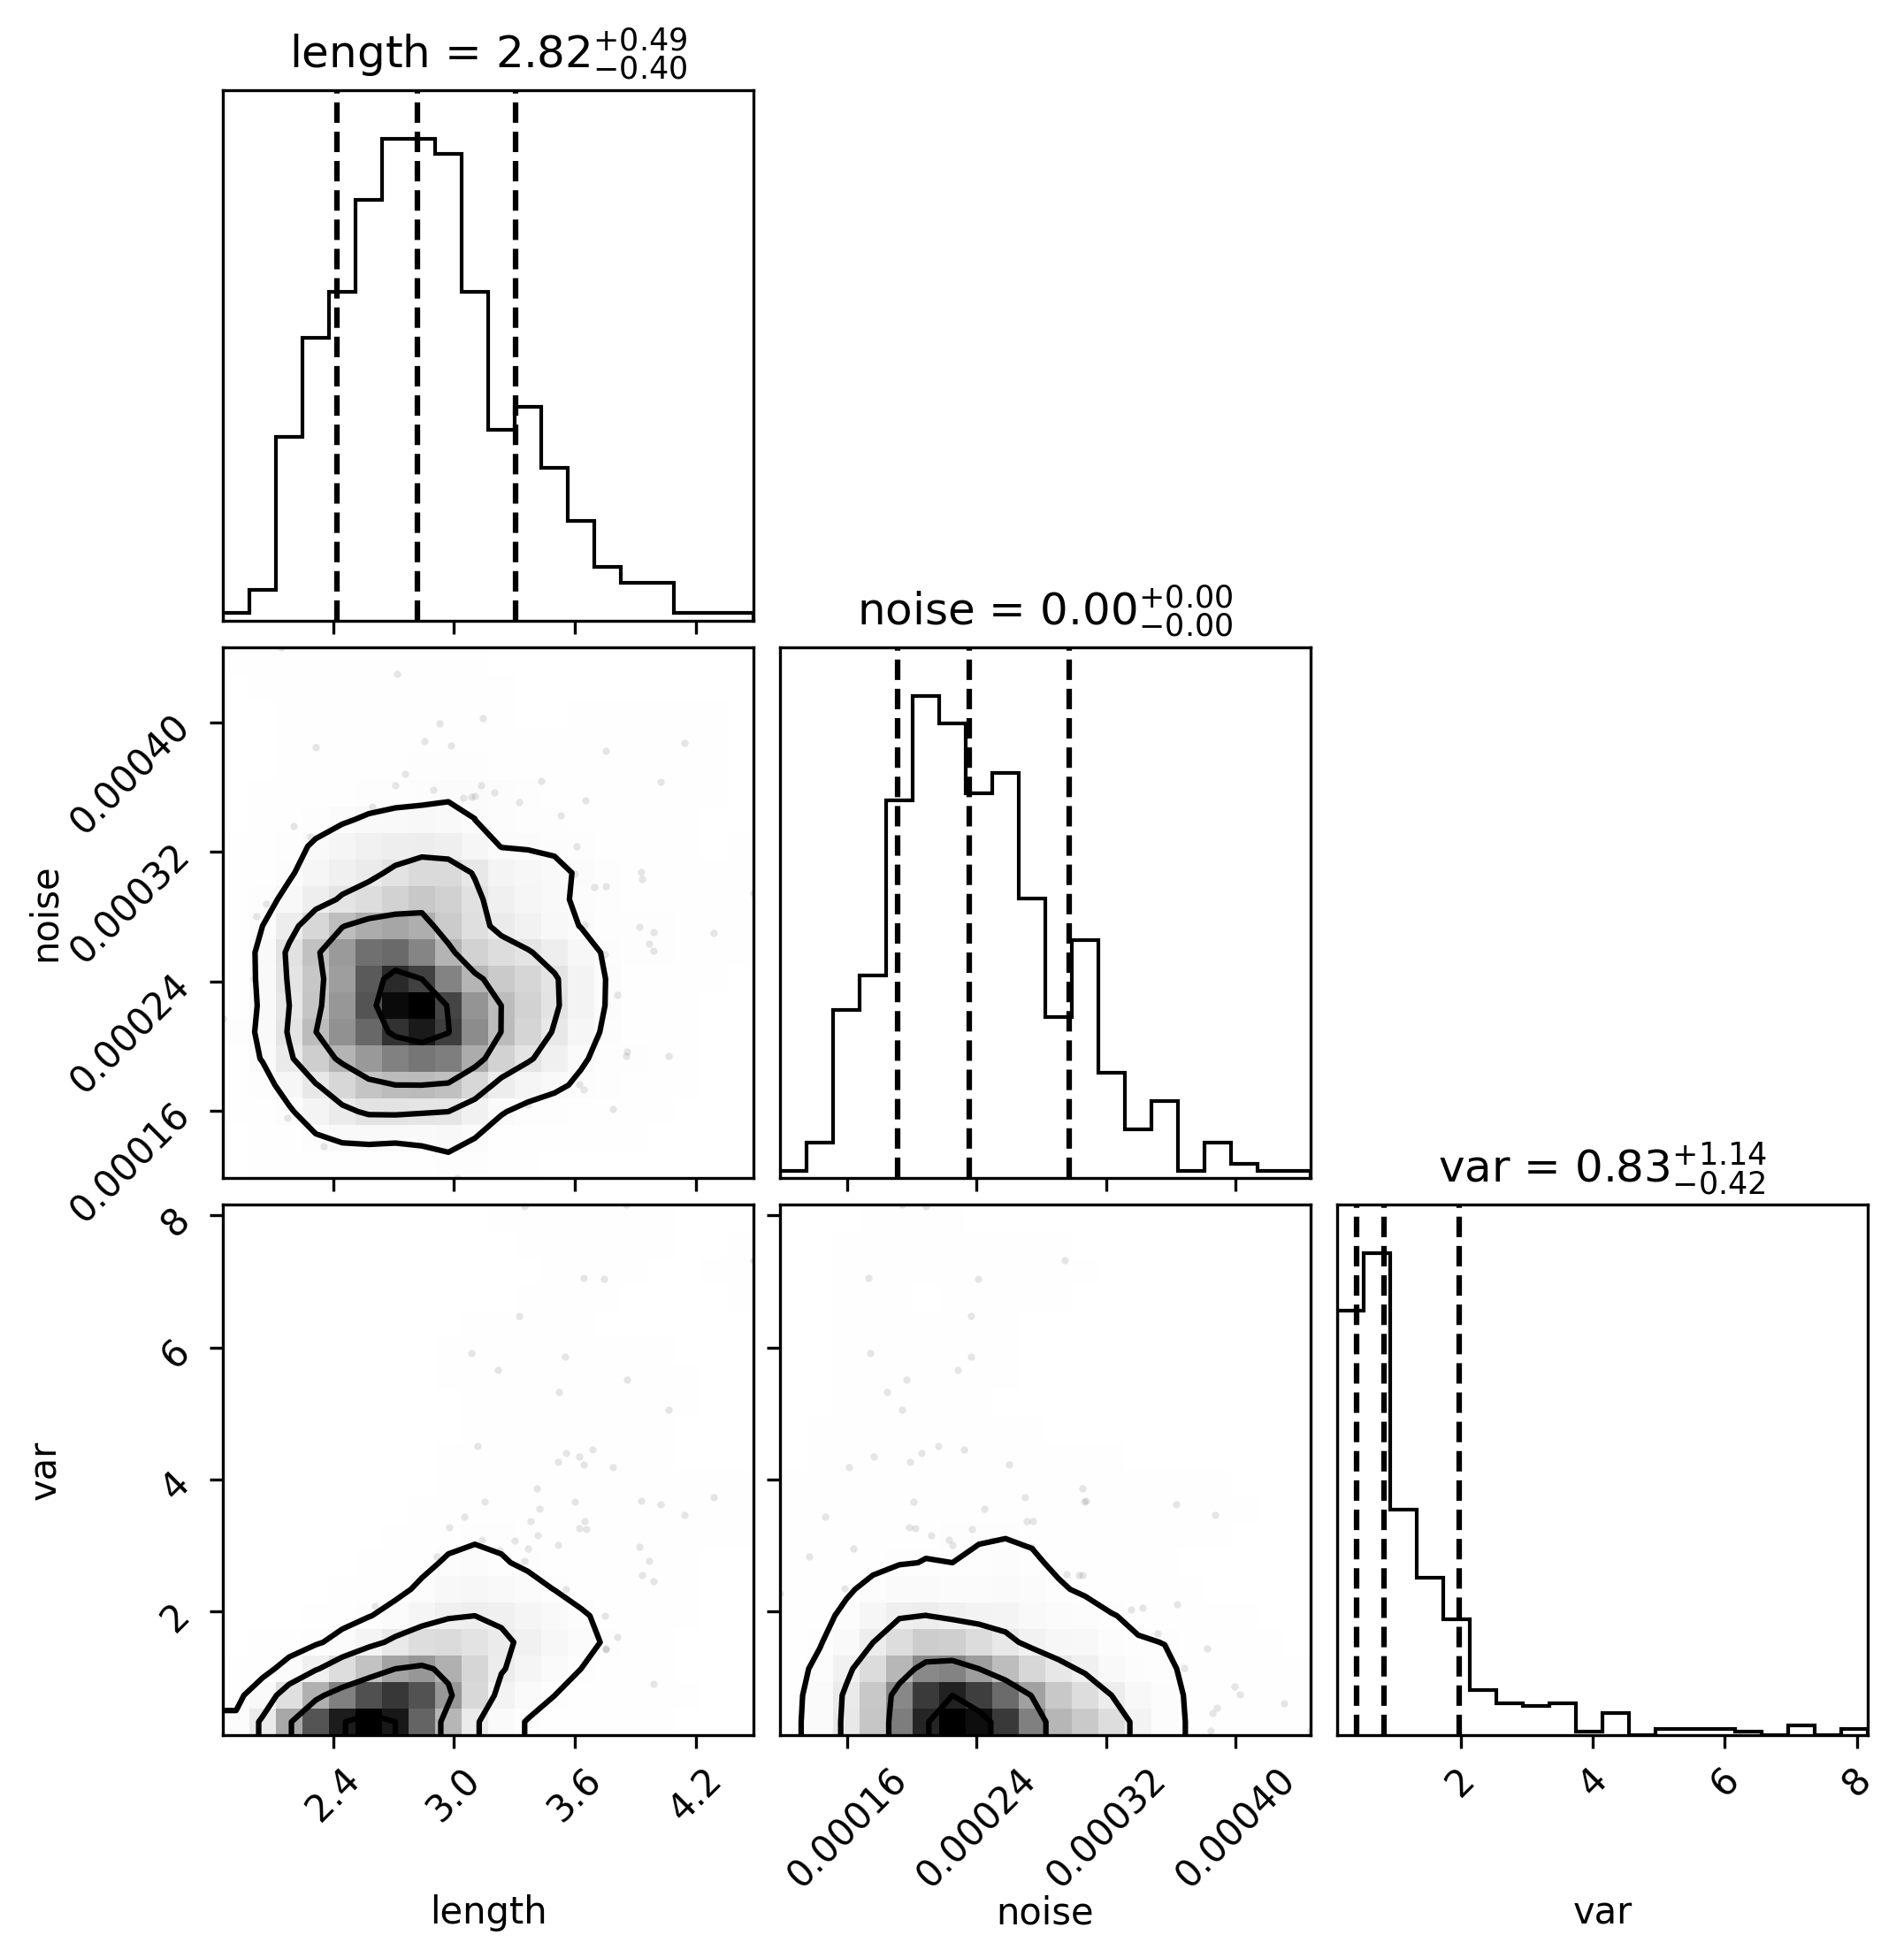 length = 2.82+0.49−0.40
noise = 0.00+0.00−0.00
0.00040
0.00032
0.00024
0.00016
noise
var = 0.83+1.14−0.42
8
6
4
2
var
2.4 3.0 3.6 4.2
0.00016 0.00024 0.00032 0.00040
2 4 6 8
length noise var